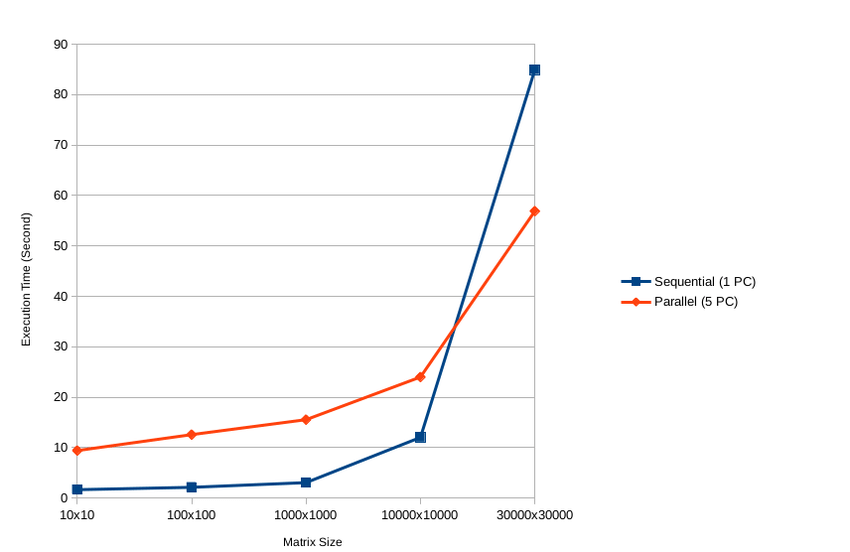 90
80
70
60
50
40
30
20
10
0
Execution Time (Second)
10x10
100x100
1000x1000
10000x10000
30000x30000
Matrix Size
Sequential (1 PC)
Parallel (5 PC)